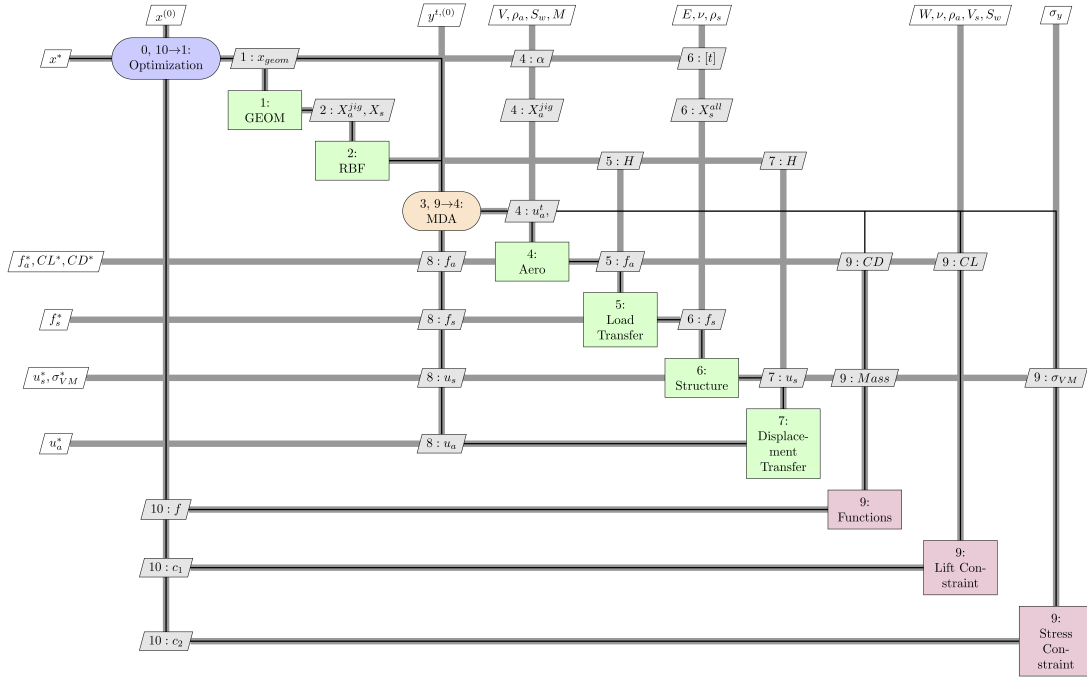 x^{(0)}
y^{t,(0)}
V, ρ_a, S_w, M
E, ν, ρ_s
W, ν, ρ_a, V_s, S_w
σ_y
x*
0, 10→1:
Optimization
1 : x_{geom}
4 : α
6 : [t]
1:
GEOM
2 : X_a^{jig}, X_s
4 : X_a^{jig}
6 : X_s^{all}
2:
RBF
5 : H
7 : H
3, 9→4:
MDA
4 : u_a^t,
f_a^*, CL^*, CD^*
8 : f_a
4:
Aero
5 : f_a
9 : CD
9 : CL
f_s^*
8 : f_s
5:
Load
Transfer
6 : f_s
u_s^*, σ_{VM}^*
8 : u_s
6:
Structure
7 : u_s
9 : Mass
9 : σ_{VM}
u_a^*
8 : u_a
7:
Displace-
ment
Transfer
10 : f
9:
Functions
10 : c_1
9:
Lift Con-
straint
10 : c_2
9:
Stress
Con-
straint